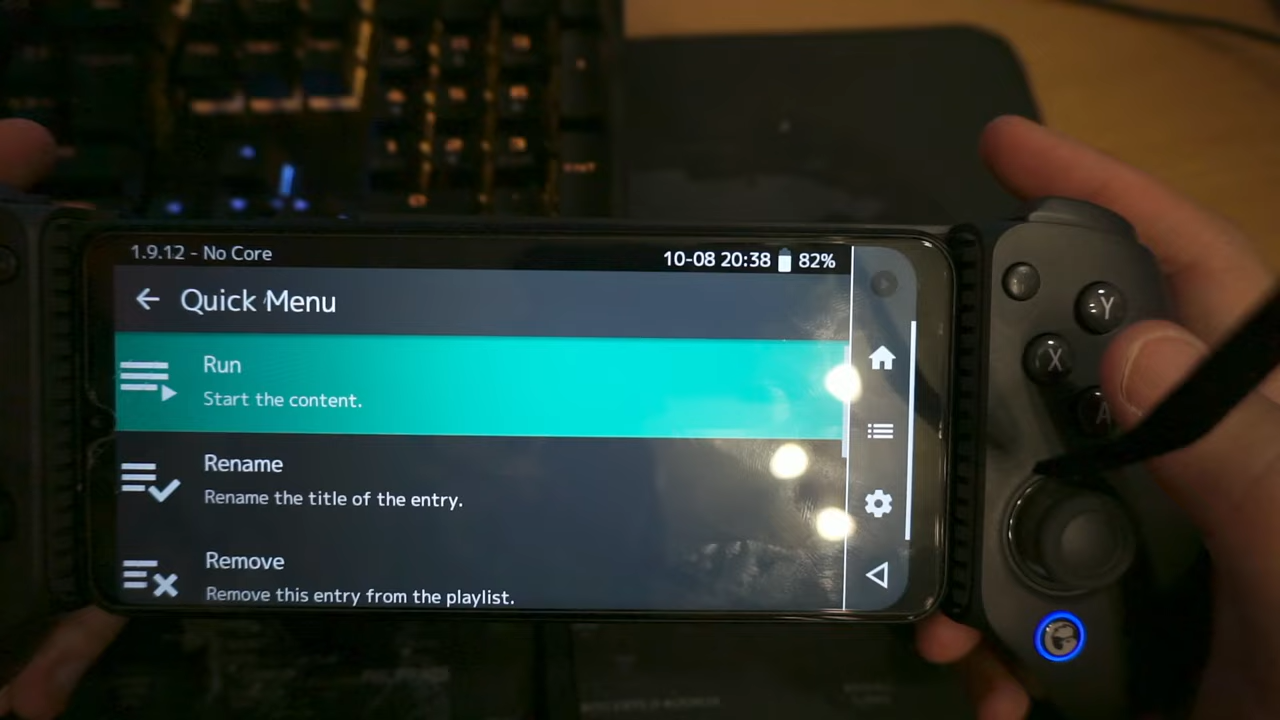 1.9.12 - No Core
10-08 20:38 82%
Quick Menu
Run
Start the content.
Rename
Rename the title of the entry.
Remove
Remove this entry from the playlist.
Y
X
A